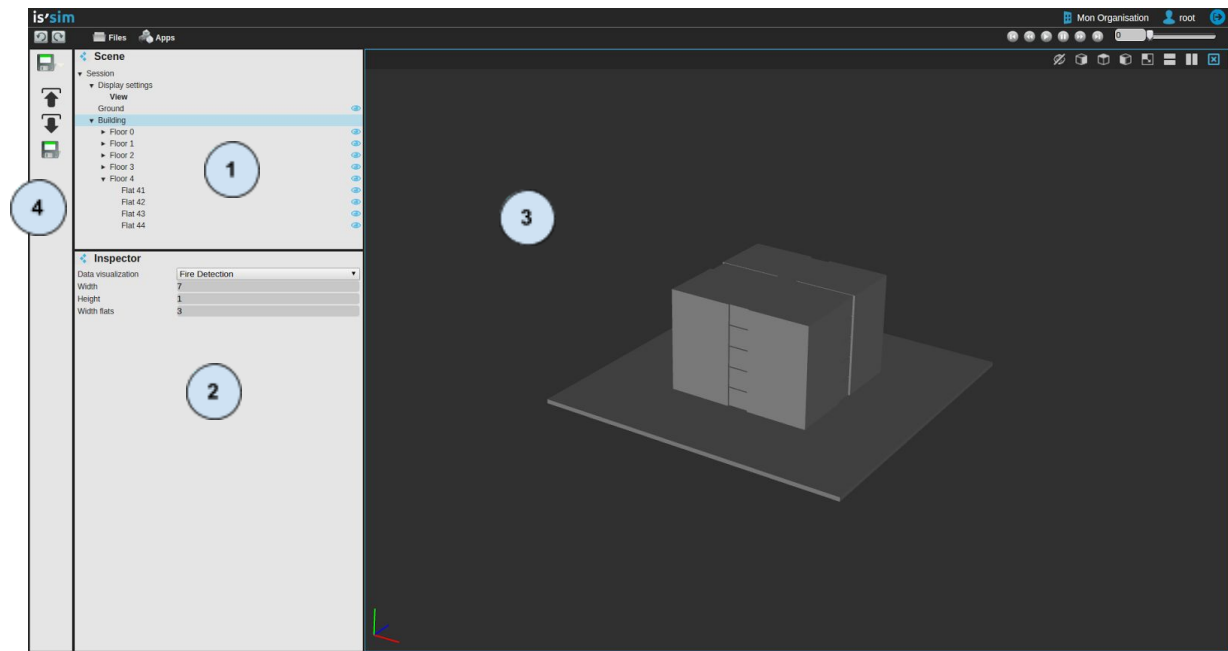 is'sim
Mon Organisation root
Files Apps
0
Scene
Session
Display settings
View
Ground
Building
Floor 0
Floor 1
Floor 2
Floor 3
Floor 4
Flat 41
Flat 42
Flat 43
Flat 44
1
4
3
Inspector
Data visualization Fire Detection
Width 7
Height 1
Width flats 3
2